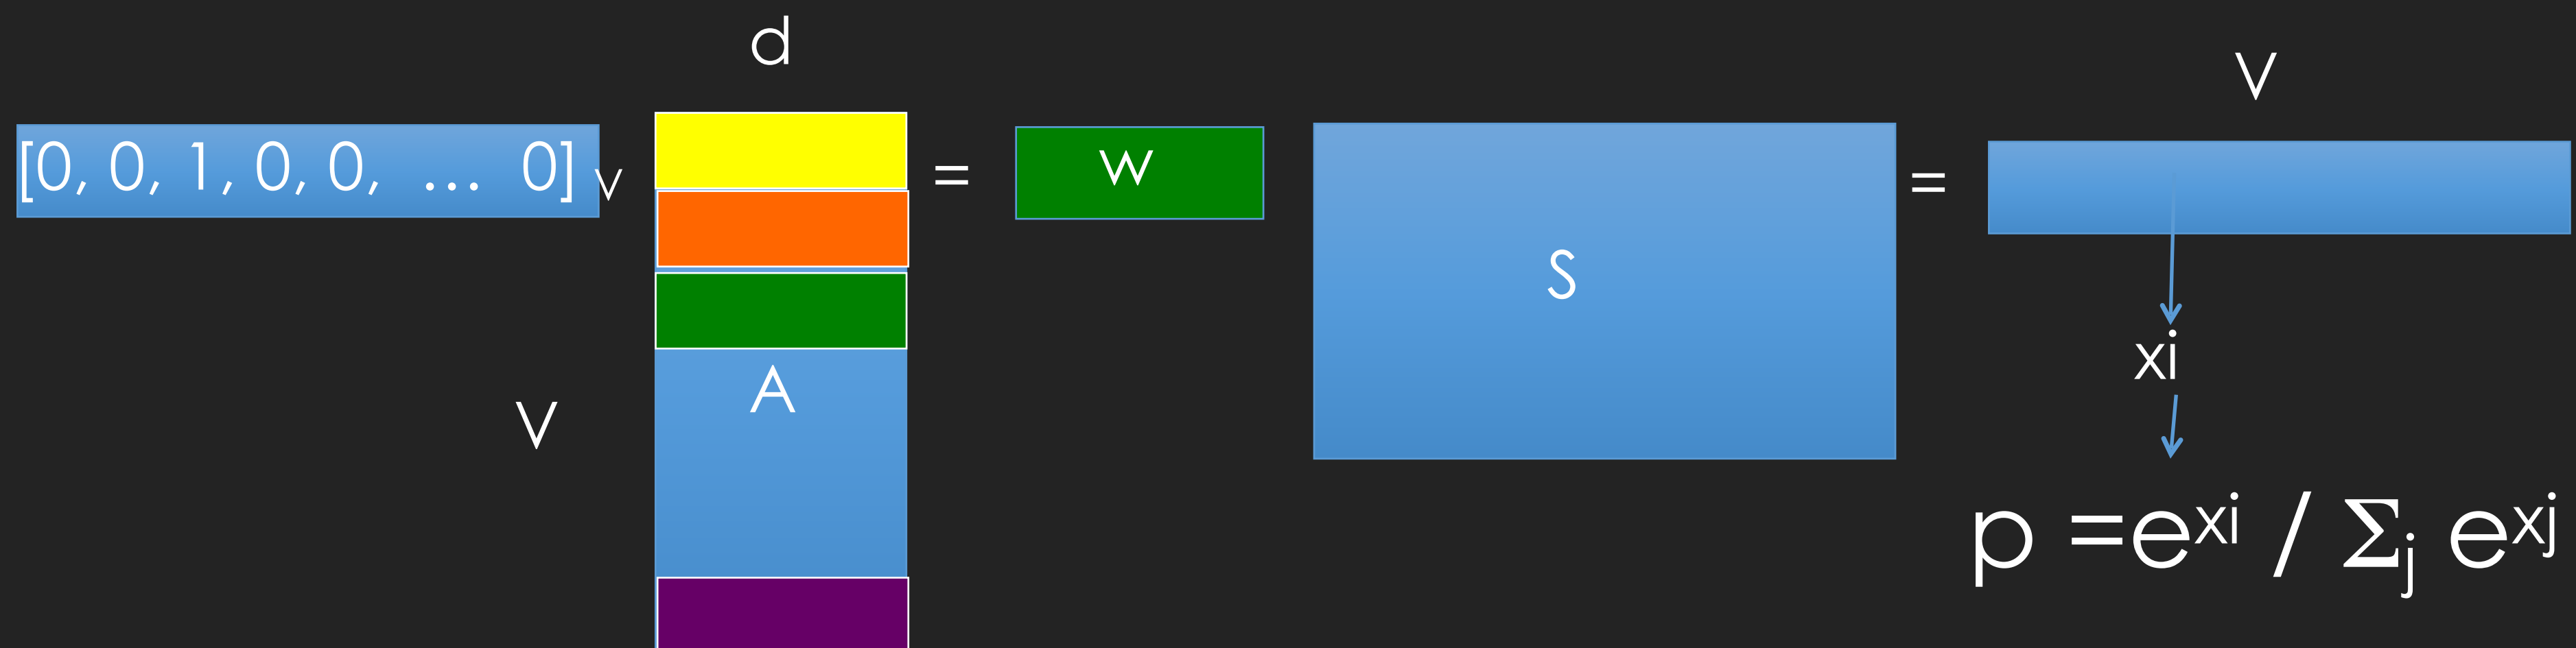 d
V
[0, 0, 1, 0, 0, ... 0] V
=
w
=
S
xi
A
V
p =e^xi / Σ_j e^xj